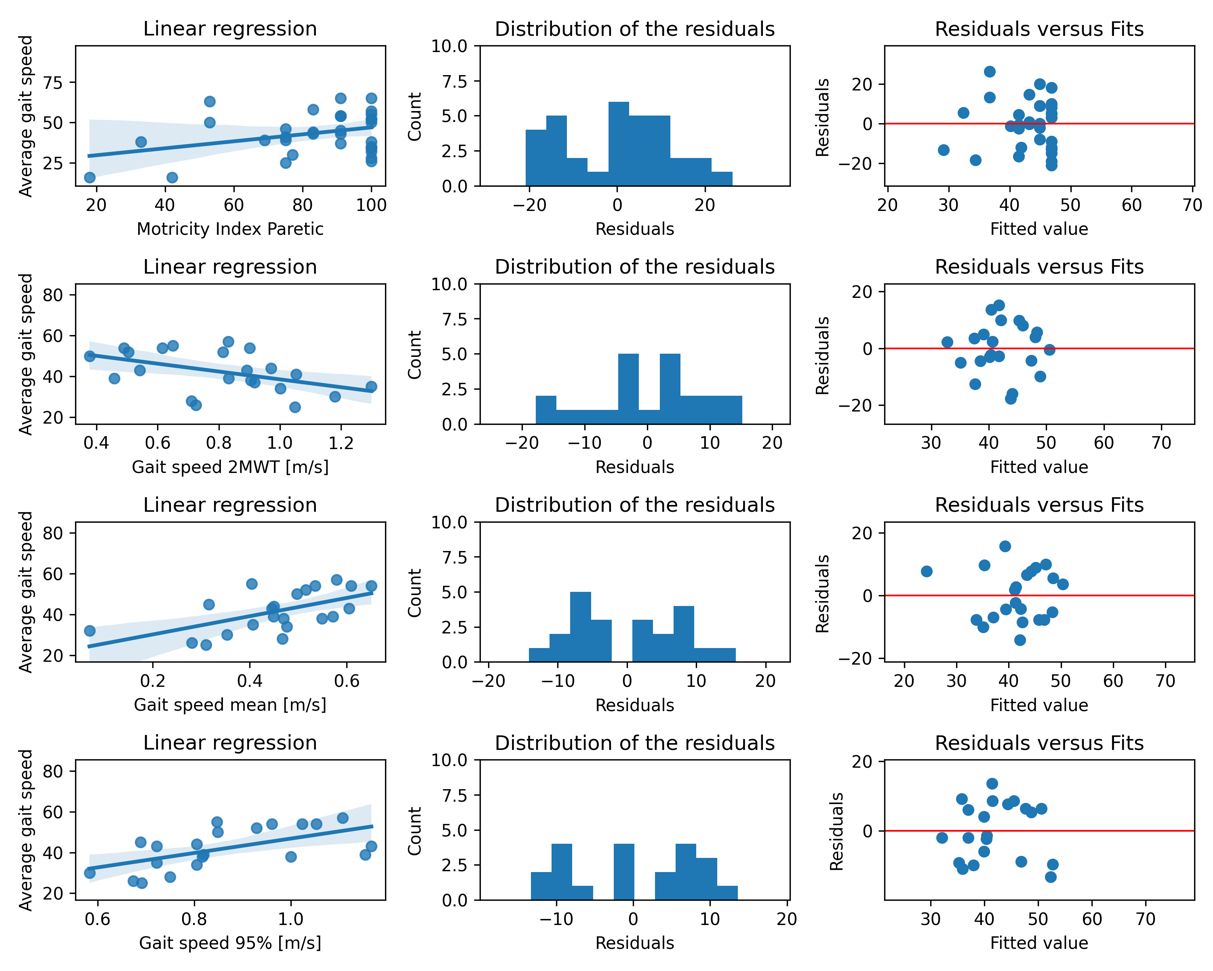 Linear regression
Distribution of the residuals
Residuals versus Fits
Average gait speed
75
50
25
20
40
60
80
100
Motricity Index Paretic
Count
10.0
7.5
5.0
2.5
0.0
−20
0
20
Residuals
Residuals
20
0
−20
20
30
40
50
60
70
Fitted value
Linear regression
Distribution of the residuals
Residuals versus Fits
Average gait speed
80
60
40
20
0.4
0.6
0.8
1.0
1.2
Gait speed 2MWT [m/s]
Count
10.0
7.5
5.0
2.5
0.0
−20
−10
0
10
20
Residuals
Residuals
20
0
−20
30
40
50
60
70
Fitted value
Linear regression
Distribution of the residuals
Residuals versus Fits
Average gait speed
80
60
40
20
0.2
0.4
0.6
Gait speed mean [m/s]
Count
10.0
7.5
5.0
2.5
0.0
−20
−10
0
10
20
Residuals
Residuals
20
0
−20
20
30
40
50
60
70
Fitted value
Linear regression
Distribution of the residuals
Residuals versus Fits
Average gait speed
80
60
40
20
0.6
0.8
1.0
Gait speed 95% [m/s]
Count
10.0
7.5
5.0
2.5
0.0
−10
0
10
20
Residuals
Residuals
20
0
30
40
50
60
70
Fitted value